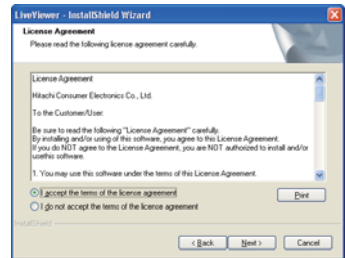 LiveViewer - InstallShield Wizard
License Agreement
Please read the following license agreement carefully.
License Agreement
Hitachi Consumer Electronics Co., Ltd.
To the Customer/User:
Be sure to read the following "License Agreement" carefully.
By installing and/or using of this software, you agree to this License Agreement.
If you do NOT agree to the License Agreement, you are NOT authorized to install and/or
usethis software.
1. You may use this software under the terms of this License Agreement.
I accept the terms of the license agreement
Print
I do not accept the terms of the license agreement
InstallShield
< Back
Next >
Cancel